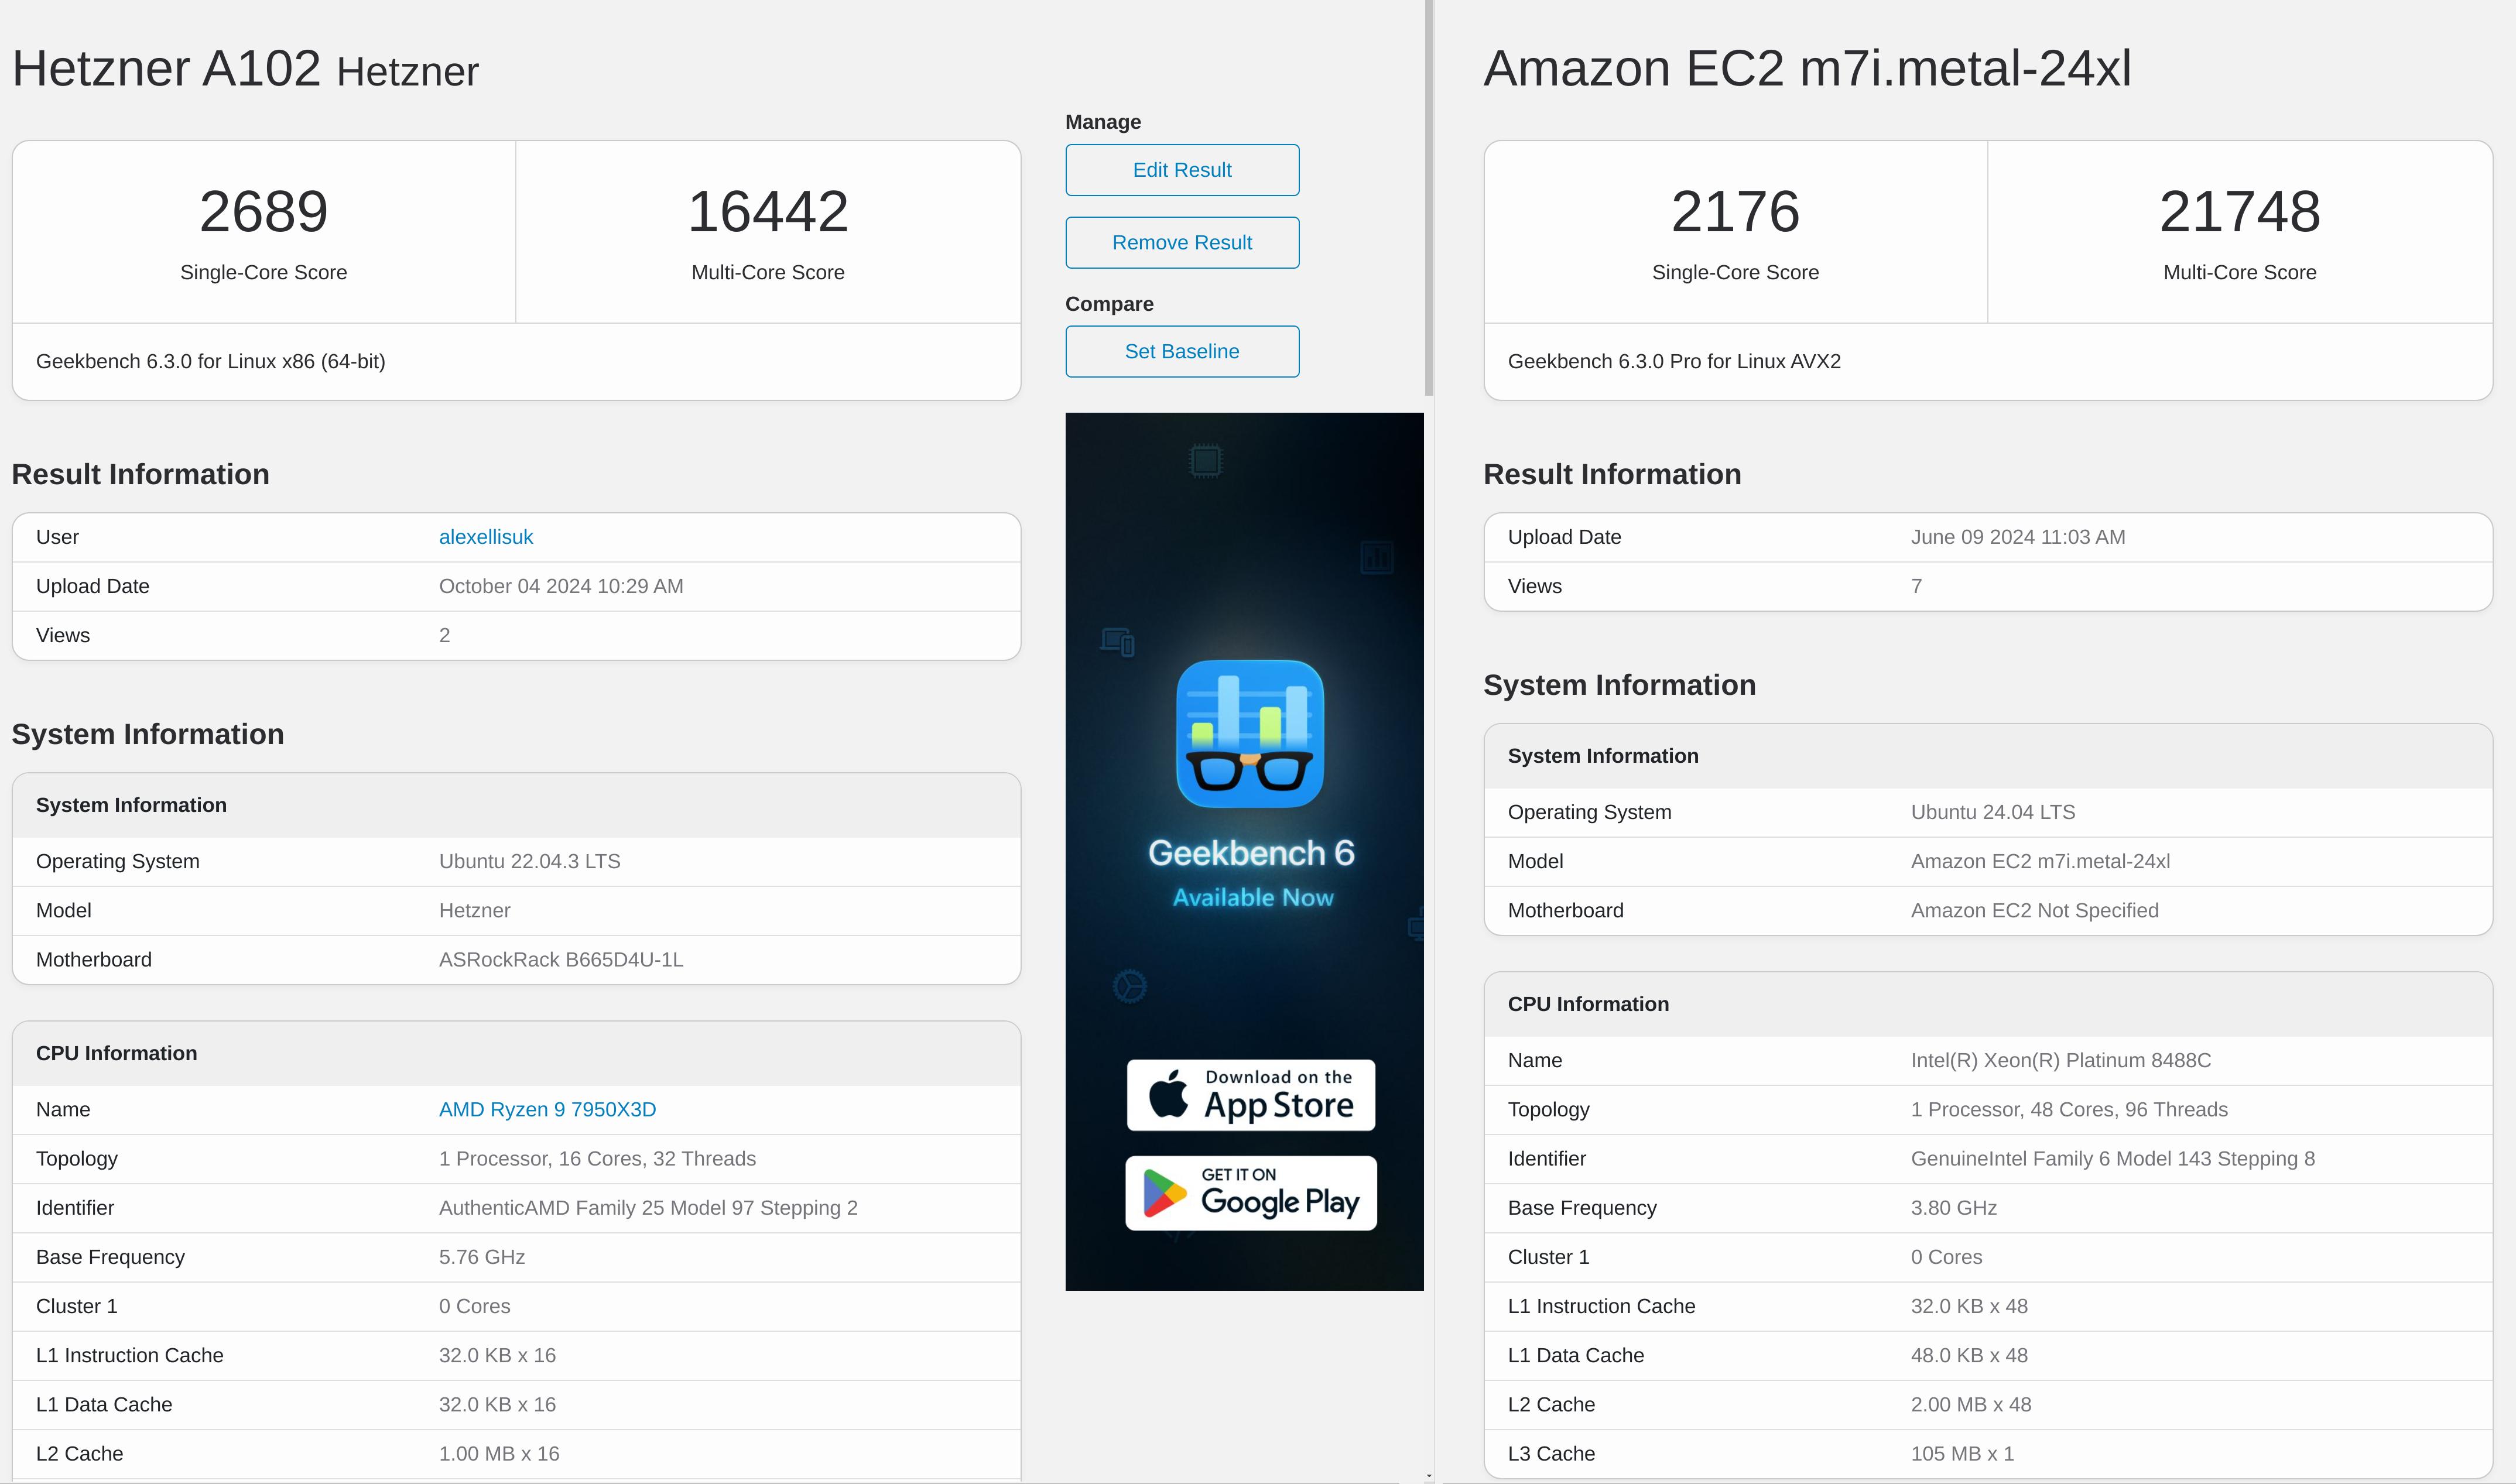 Hetzner A102 Hetzner
2689
Single-Core Score
16442
Multi-Core Score
Geekbench 6.3.0 for Linux x86 (64-bit)
Result Information
User alexellisuk
Upload Date October 04 2024 10:29 AM
Views 2
System Information
System Information
Operating System Ubuntu 22.04.3 LTS
Model Hetzner
Motherboard ASRockRack B665D4U-1L
CPU Information
Name AMD Ryzen 9 7950X3D
Topology 1 Processor, 16 Cores, 32 Threads
Identifier AuthenticAMD Family 25 Model 97 Stepping 2
Base Frequency 5.76 GHz
Cluster 1 0 Cores
L1 Instruction Cache 32.0 KB x 16
L1 Data Cache 32.0 KB x 16
L2 Cache 1.00 MB x 16
Manage
Edit Result
Remove Result
Compare
Set Baseline
Geekbench 6
Available Now
Download on the
App Store
GET IT ON
Google Play
Amazon EC2 m7i.metal-24xl
2176
Single-Core Score
21748
Multi-Core Score
Geekbench 6.3.0 Pro for Linux AVX2
Result Information
Upload Date June 09 2024 11:03 AM
Views 7
System Information
System Information
Operating System Ubuntu 24.04 LTS
Model Amazon EC2 m7i.metal-24xl
Motherboard Amazon EC2 Not Specified
CPU Information
Name Intel(R) Xeon(R) Platinum 8488C
Topology 1 Processor, 48 Cores, 96 Threads
Identifier GenuineIntel Family 6 Model 143 Stepping 8
Base Frequency 3.80 GHz
Cluster 1 0 Cores
L1 Instruction Cache 32.0 KB x 48
L1 Data Cache 48.0 KB x 48
L2 Cache 2.00 MB x 48
L3 Cache 105 MB x 1